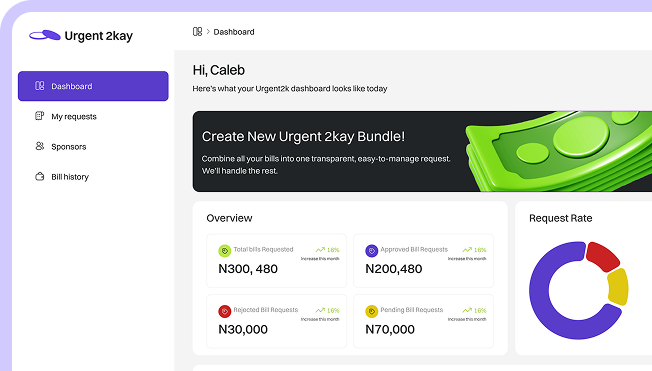 Urgent 2kay
Dashboard
Dashboard
My requests
Sponsors
Bill history
Hi, Caleb
Here's what your Urgent2k dashboard looks like today
Create New Urgent 2kay Bundle!
Combine all your bills into one transparent, easy-to-manage request.
We'll handle the rest.
Overview
Total bills Requested
16%
Increase this month
N300, 480
Approved Bill Requests
16%
Increase this month
N200,480
Rejected Bill Requests
16%
Increase this month
N30,000
Pending Bill Requests
16%
Increase this month
N70,000
Request Rate